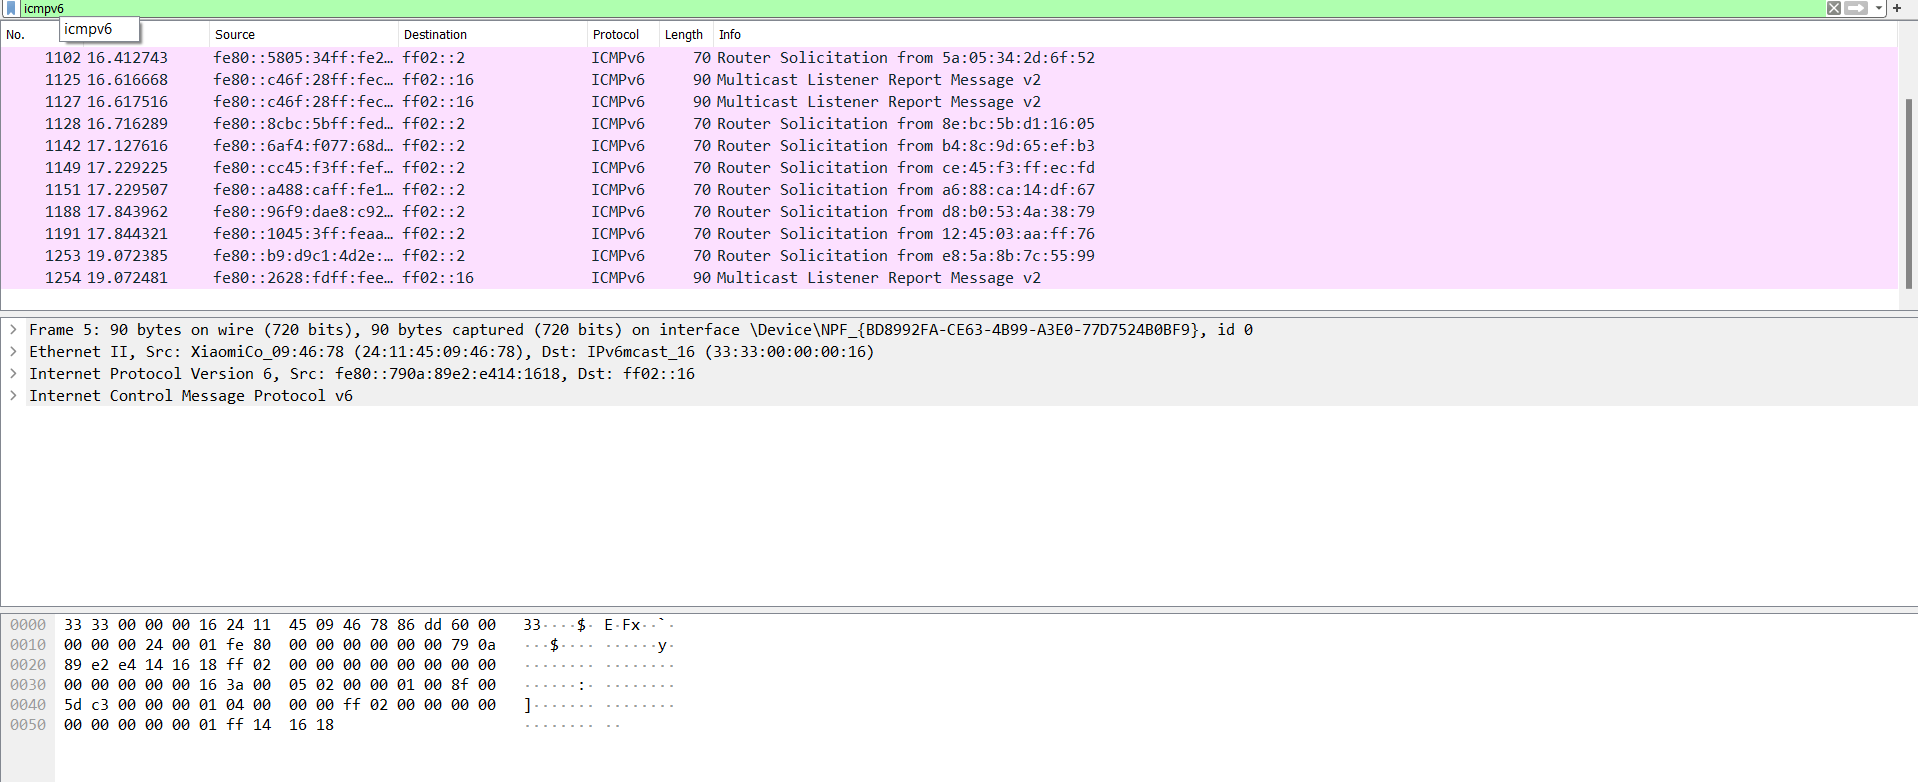 icmpv6
icmpv6
No. Source Destination Protocol Length Info
1102 16.412743 fe80::5805:34ff:fe2… ff02::2 ICMPv6 70 Router Solicitation from 5a:05:34:2d:6f:52
1125 16.616668 fe80::c46f:28ff:fec… ff02::16 ICMPv6 90 Multicast Listener Report Message v2
1127 16.617516 fe80::c46f:28ff:fec… ff02::16 ICMPv6 90 Multicast Listener Report Message v2
1128 16.716289 fe80::8cbc:5bff:fed… ff02::2 ICMPv6 70 Router Solicitation from 8e:bc:5b:d1:16:05
1142 17.127616 fe80::6af4:f077:68d… ff02::2 ICMPv6 70 Router Solicitation from b4:8c:9d:65:ef:b3
1149 17.229225 fe80::cc45:f3ff:fef… ff02::2 ICMPv6 70 Router Solicitation from ce:45:f3:ff:ec:fd
1151 17.229507 fe80::a488:caff:fe1… ff02::2 ICMPv6 70 Router Solicitation from a6:88:ca:14:df:67
1188 17.843962 fe80::96f9:dae8:c92… ff02::2 ICMPv6 70 Router Solicitation from d8:b0:53:4a:38:79
1191 17.844321 fe80::1045:3ff:feaa… ff02::2 ICMPv6 70 Router Solicitation from 12:45:03:aa:ff:76
1253 19.072385 fe80::b9:d9c1:4d2e:… ff02::2 ICMPv6 70 Router Solicitation from e8:5a:8b:7c:55:99
1254 19.072481 fe80::2628:fdff:fee… ff02::16 ICMPv6 90 Multicast Listener Report Message v2
Frame 5: 90 bytes on wire (720 bits), 90 bytes captured (720 bits) on interface \Device\NPF_{BD8992FA-CE63-4B99-A3E0-77D7524B0BF9}, id 0
Ethernet II, Src: XiaomiCo_09:46:78 (24:11:45:09:46:78), Dst: IPv6mcast_16 (33:33:00:00:00:16)
Internet Protocol Version 6, Src: fe80::790a:89e2:e414:1618, Dst: ff02::16
Internet Control Message Protocol v6
0000 33 33 00 00 00 16 24 11 45 09 46 78 86 dd 60 00 33····$· E·Fx··`·
0010 00 00 00 24 00 01 fe 80 00 00 00 00 00 00 79 0a ···$···· ······y·
0020 89 e2 e4 14 16 18 ff 02 00 00 00 00 00 00 00 00 ········ ········
0030 00 00 00 00 00 16 3a 00 05 02 00 00 01 00 8f 00 ······:· ········
0040 5d c3 00 00 00 01 04 00 00 00 ff 02 00 00 00 00 ]······· ········
0050 00 00 00 00 00 01 ff 14 16 18 ········ ··